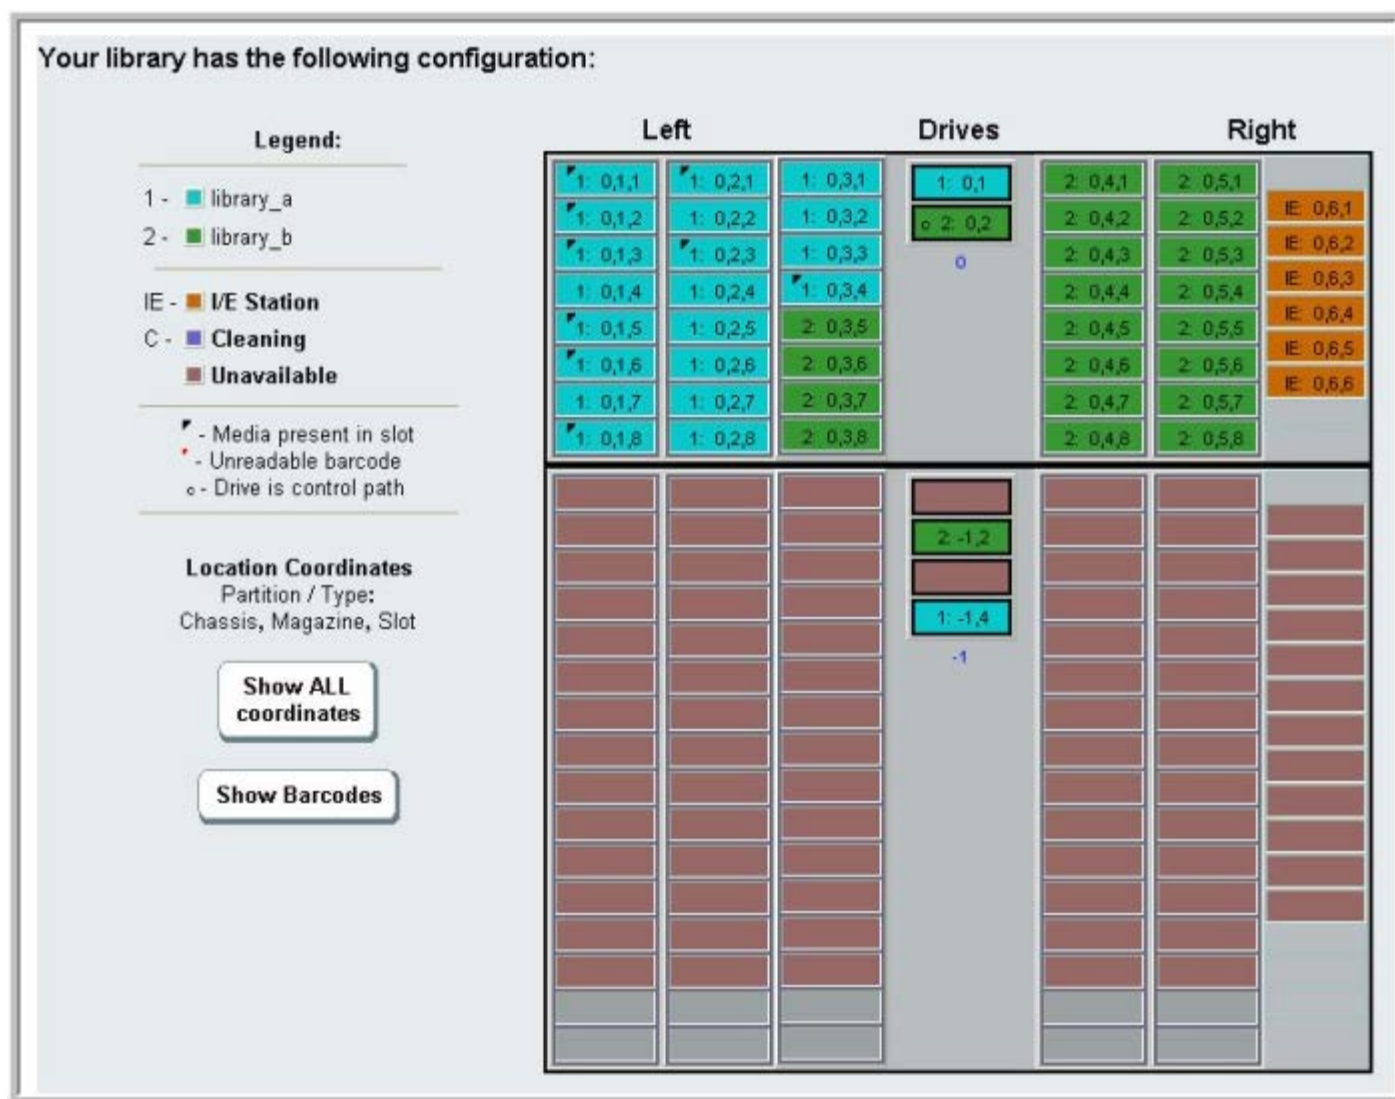 Your library has the following configuration:
Legend:
1 - library_a
2 - library_b
IE - I/E Station
C - Cleaning
Unavailable
- Media present in slot
- Unreadable barcode
o - Drive is control path
Location Coordinates
Partition / Type:
Chassis, Magazine, Slot
Show ALL
coordinates
Show Barcodes
Left Drives Right
1: 0,1,1 1: 0,2,1 1: 0,3,1 1: 0,1 2: 0,4,1 2: 0,5,1
IE: 0,6,1
1: 0,1,2 1: 0,2,2 1: 0,3,2 o 2: 0,2 2: 0,4,2 2: 0,5,2
IE: 0,6,2
1: 0,1,3 1: 0,2,3 1: 0,3,3 0 2: 0,4,3 2: 0,5,3
IE: 0,6,3
1: 0,1,4 1: 0,2,4 1: 0,3,4 2: 0,4,4 2: 0,5,4
IE: 0,6,4
1: 0,1,5 1: 0,2,5 2: 0,3,5 2: 0,4,5 2: 0,5,5
IE: 0,6,5
1: 0,1,6 1: 0,2,6 2: 0,3,6 2: 0,4,6 2: 0,5,6
IE: 0,6,6
1: 0,1,7 1: 0,2,7 2: 0,3,7 2: 0,4,7 2: 0,5,7
1: 0,1,8 1: 0,2,8 2: 0,3,8 2: 0,4,8 2: 0,5,8
2: -1,2
1: -1,4
-1